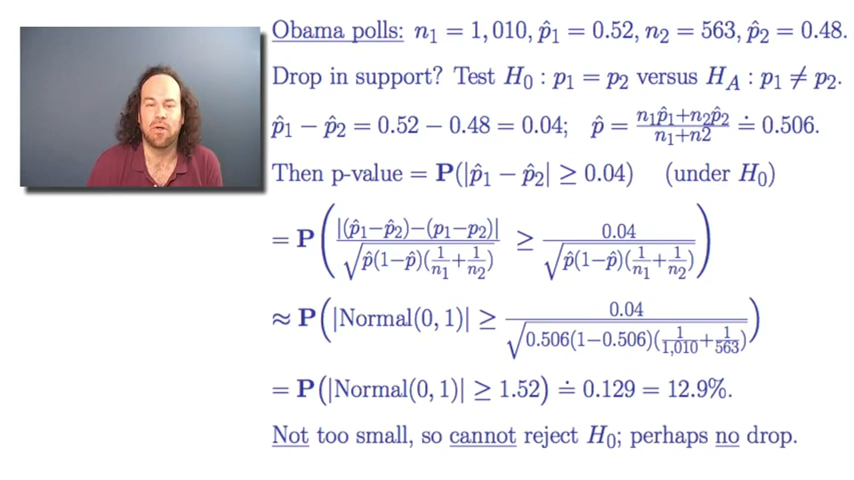 Obama polls: n₁ = 1,010, p̂₁ = 0.52, n₂ = 563, p̂₂ = 0.48.
Drop in support? Test H₀ : p₁ = p₂ versus H_A : p₁ ≠ p₂.
p̂₁ − p̂₂ = 0.52 − 0.48 = 0.04; p̂ = (n₁p̂₁+n₂p̂₂)/(n₁+n2) ≐ 0.506.
Then p-value = P(|p̂₁ − p̂₂| ≥ 0.04) (under H₀)
= P( |(p̂₁−p̂₂)−(p₁−p₂)| / √(p̂(1−p̂)(1/n₁+1/n₂)) ≥ 0.04 / √(p̂(1−p̂)(1/n₁+1/n₂)) )
≈ P( |Normal(0, 1)| ≥ 0.04 / √(0.506(1−0.506)(1/1,010+1/563)) )
= P(|Normal(0, 1)| ≥ 1.52) ≐ 0.129 = 12.9%.
Not too small, so cannot reject H₀; perhaps no drop.